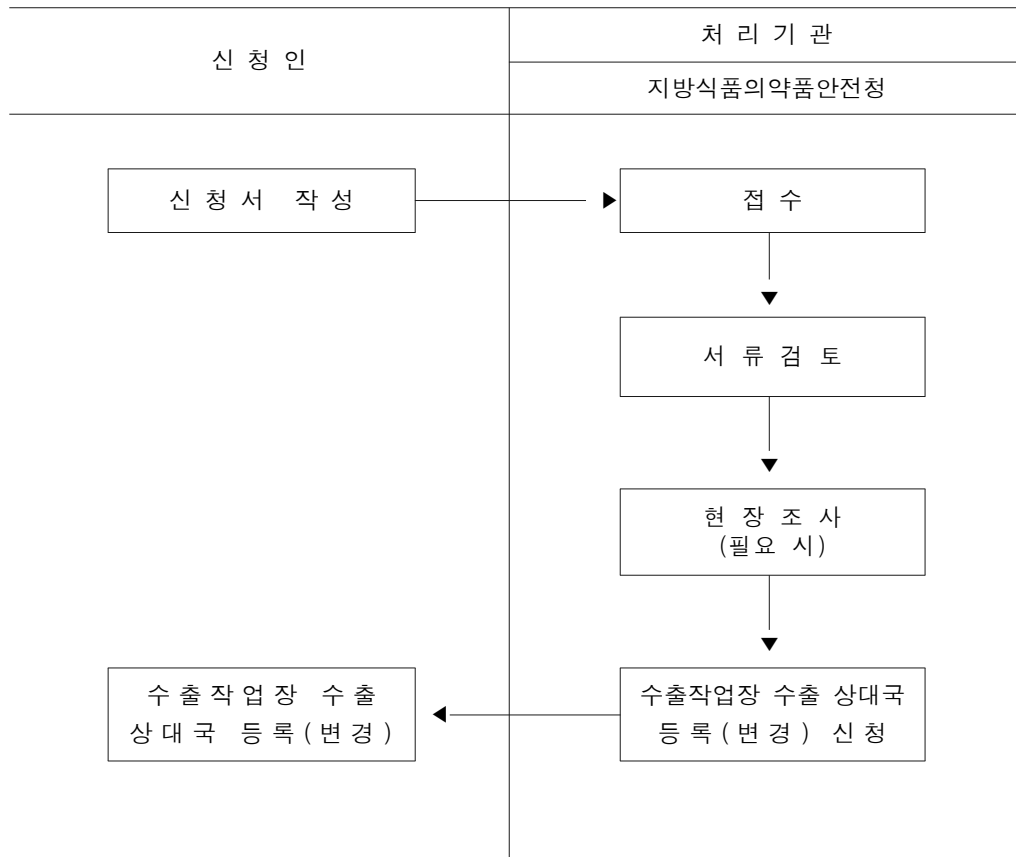 신 청 인
처 리 기 관
지방식품의약품안전청
신 청 서 작 성
접 수
서 류 검 토
현 장 조 사
(필요 시)
수출작업장 수출 상대국
등 록 ( 변 경 ) 신 청
수 출 작 업 장 수 출
상 대 국 등 록 ( 변 경 )